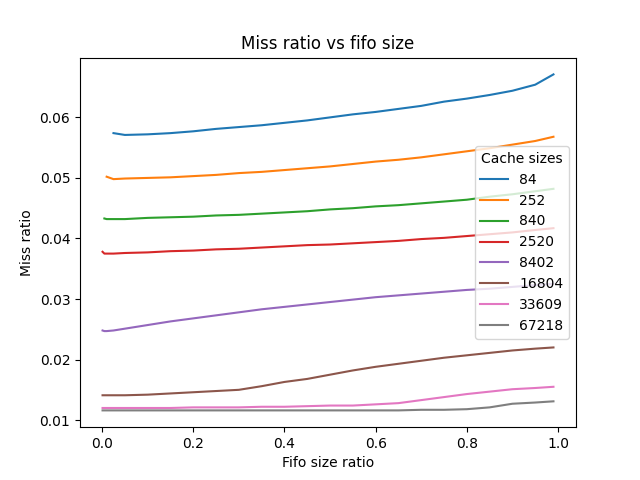 Miss ratio vs fifo size
0.06
0.05
0.04
0.03
0.02
0.01
Miss ratio
0.0 0.2 0.4 0.6 0.8 1.0
Fifo size ratio
Cache sizes
84
252
840
2520
8402
16804
33609
67218